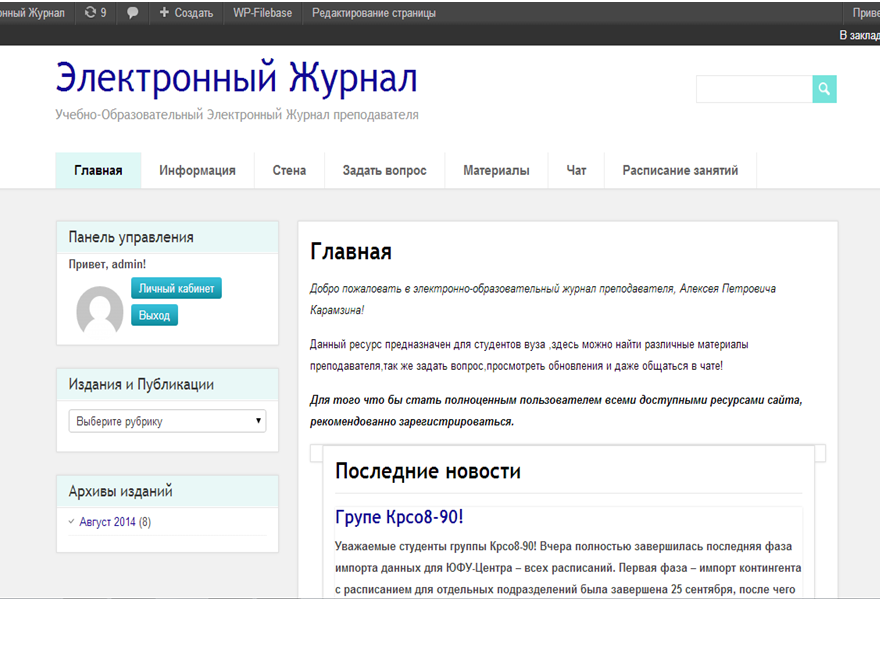 нный Журнал 9 Создать WP-Filebase Редактирование страницы Приве
В заклад
Электронный Журнал
Учебно-Образовательный Электронный Журнал преподавателя
Главная Информация Стена Задать вопрос Материалы Чат Расписание занятий
Панель управления
Привет, admin!
Личный кабинет
Выход
Издания и Публикации
Выберите рубрику
Архивы изданий
Август 2014 (8)
Главная
Добро пожаловать в электронно-образовательный журнал преподавателя, Алексея Петровича
Карамзина!
Данный ресурс предназначен для студентов вуза ,здесь можно найти различные материалы
преподавателя,так же задать вопрос,просмотреть обновления и даже общаться в чате!
Для того что бы стать полноценным пользователем всеми доступными ресурсами сайта,
рекомендованно зарегистрироваться.
Последние новости
Групе Крсо8-90!
Уважаемые студенты группы Крсо8-90! Вчера полностью завершилась последняя фаза
импорта данных для ЮФУ-Центра – всех расписаний. Первая фаза – импорт контингента
с расписанием для отдельных подразделений была завершена 25 сентября, после чего